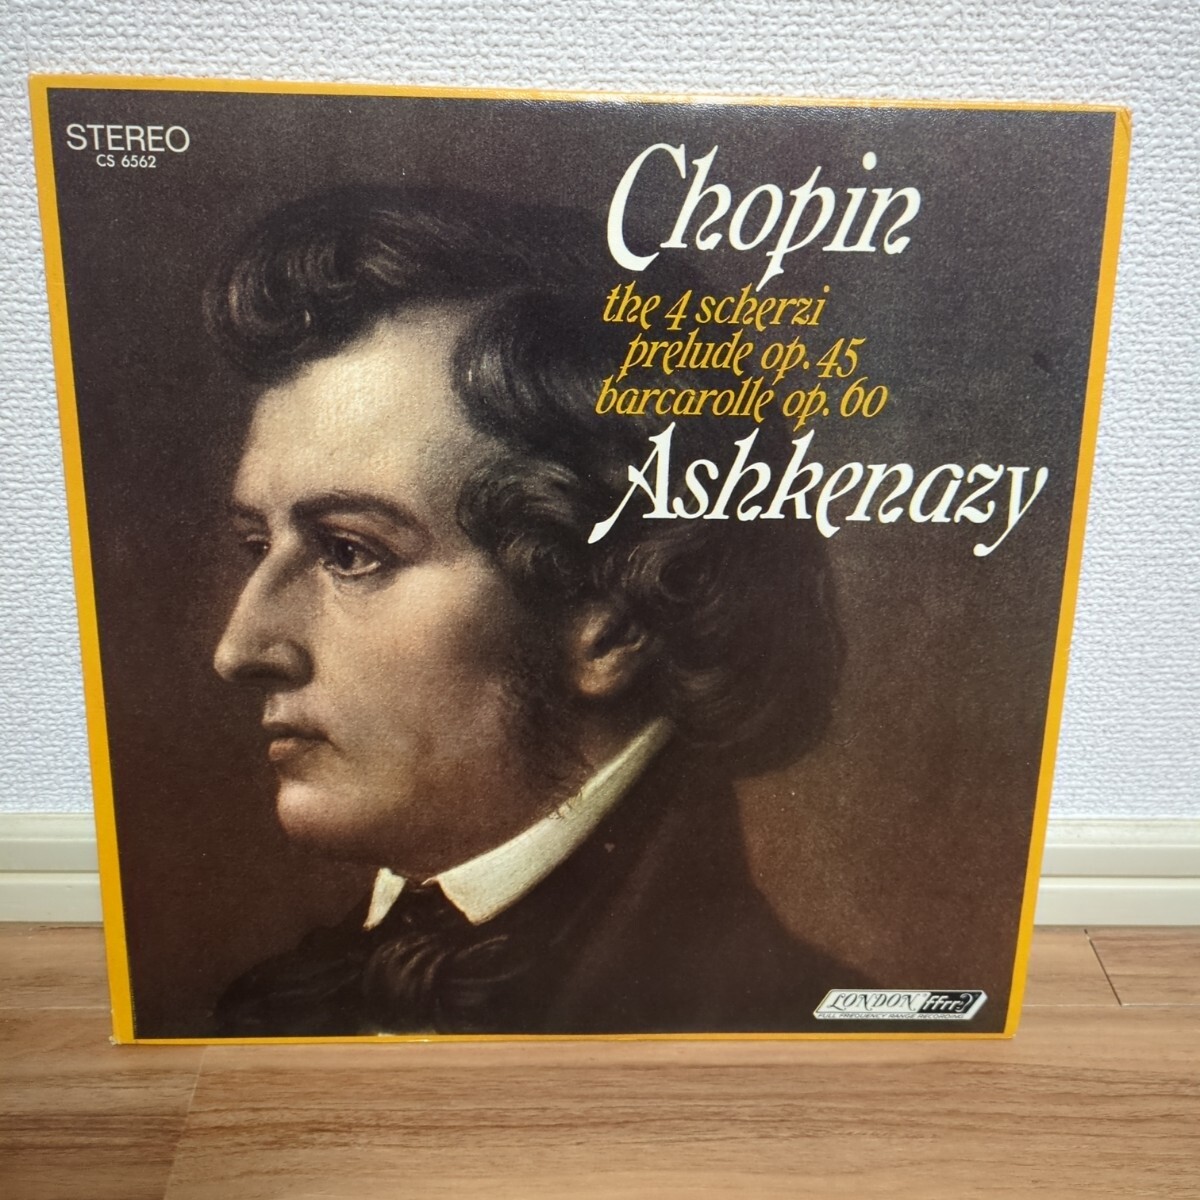 STEREO
CS 6562
Chopin
the 4 scherzi
prelude op. 45
barcarolle op. 60
Ashkenazy
LONDON ffrr
FULL FREQUENCY RANGE RECORDING